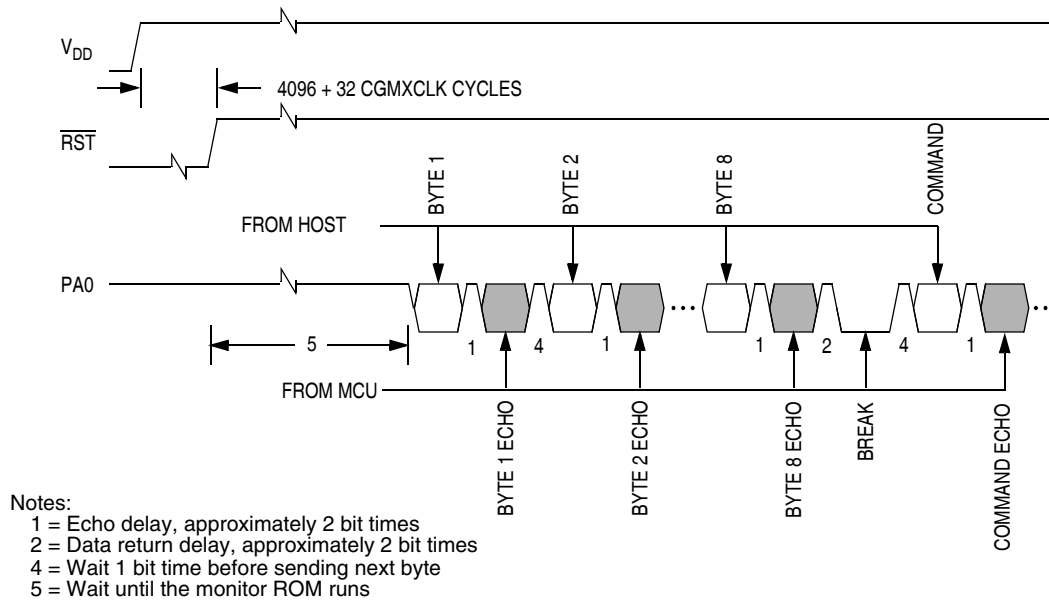 VDD
4096 + 32 CGMXCLK CYCLES
RST
BYTE 1
BYTE 2
BYTE 8
COMMAND
FROM HOST
PA0
1
4
1
1
2
4
1
5
FROM MCU
BYTE 1 ECHO
BYTE 2 ECHO
BYTE 8 ECHO
BREAK
COMMAND ECHO
Notes:
1 = Echo delay, approximately 2 bit times
2 = Data return delay, approximately 2 bit times
4 = Wait 1 bit time before sending next byte
5 = Wait until the monitor ROM runs